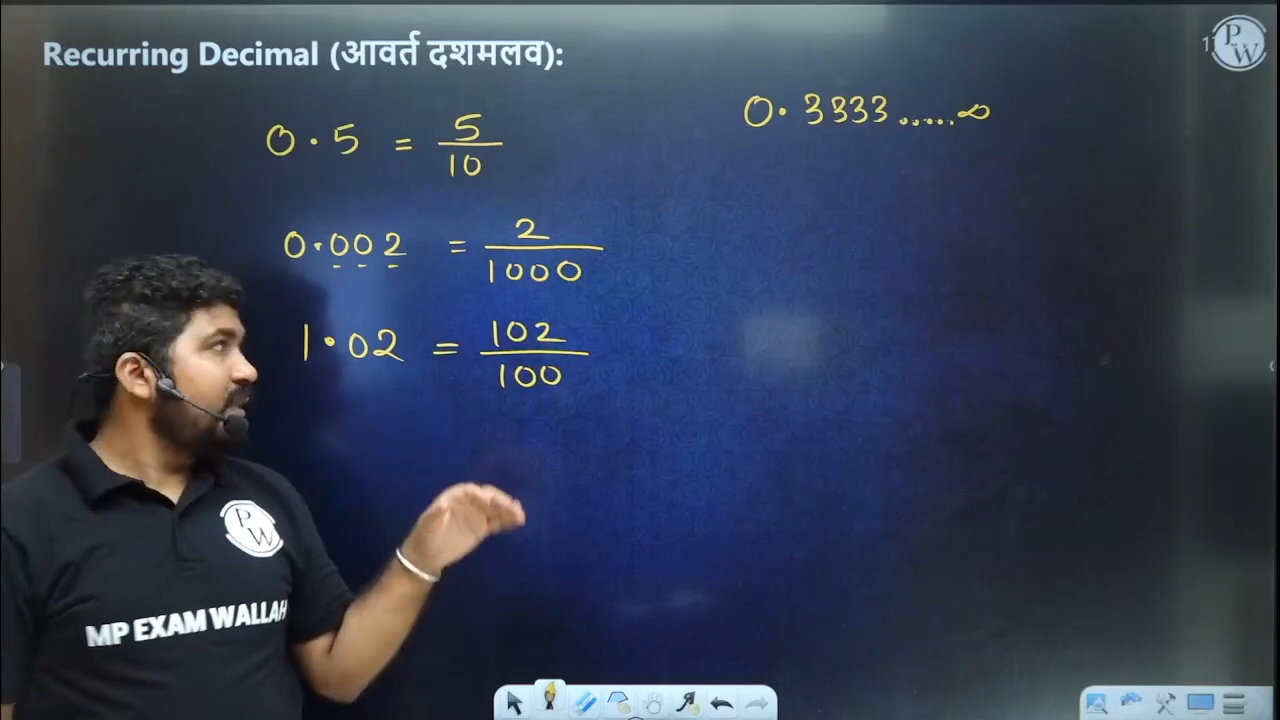 Recurring Decimal (आवर्त दशमलव):
0.5 = 5/10
0.3333.....∞
0.002 = 2/1000
1.02 = 102/100
PW
PW
MP EXAM WALLAH